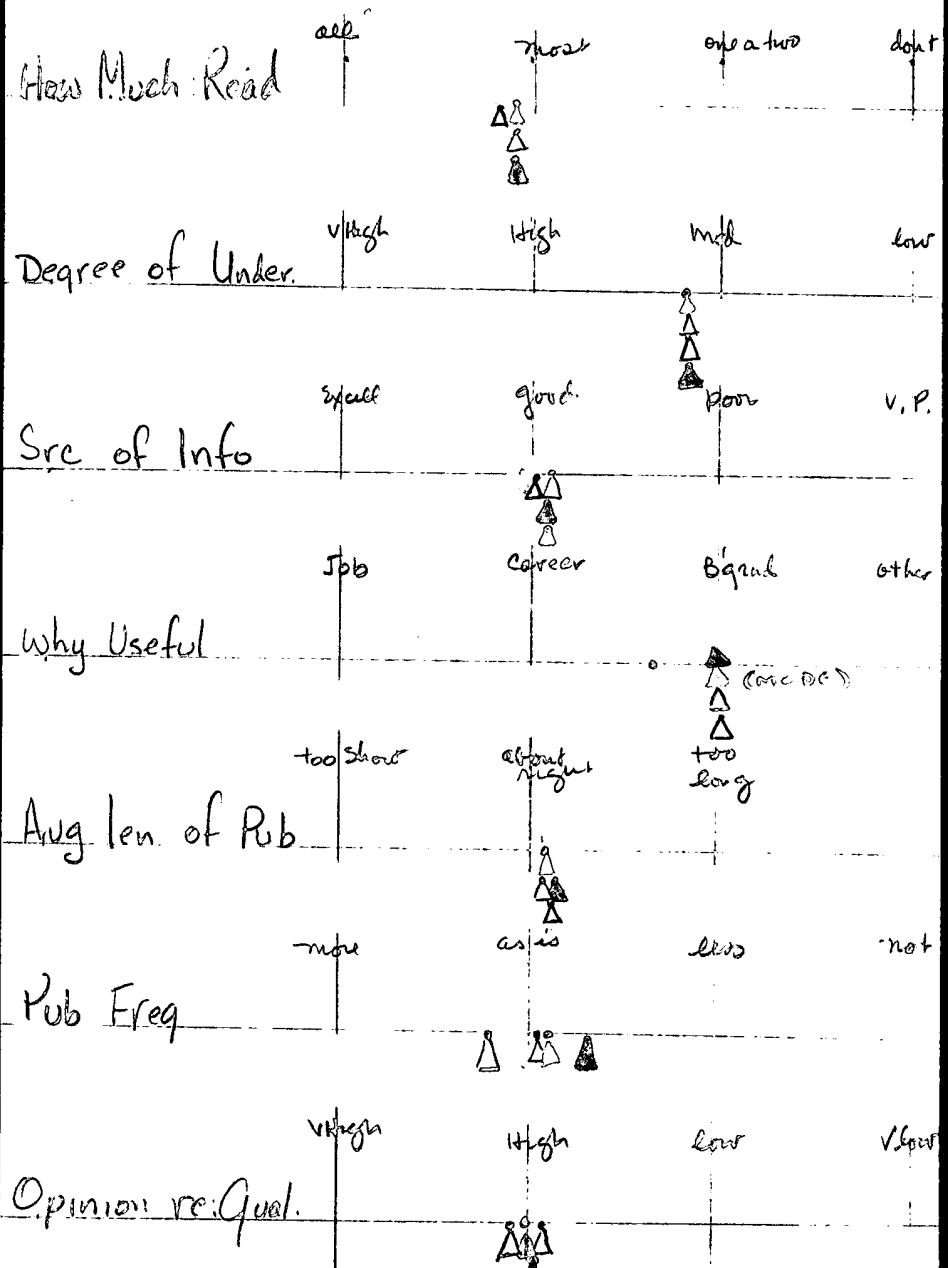 all most one a two don't
How Much Read
V High High Med low
Degree of Under.
Excell good. poor V.P.
Src of Info
Job Career B'grnd other
Why Useful
too short about right too long
Avg len of Pub
more as is less not
Pub Freq
V High High low V. low
Opinion re: Qual.